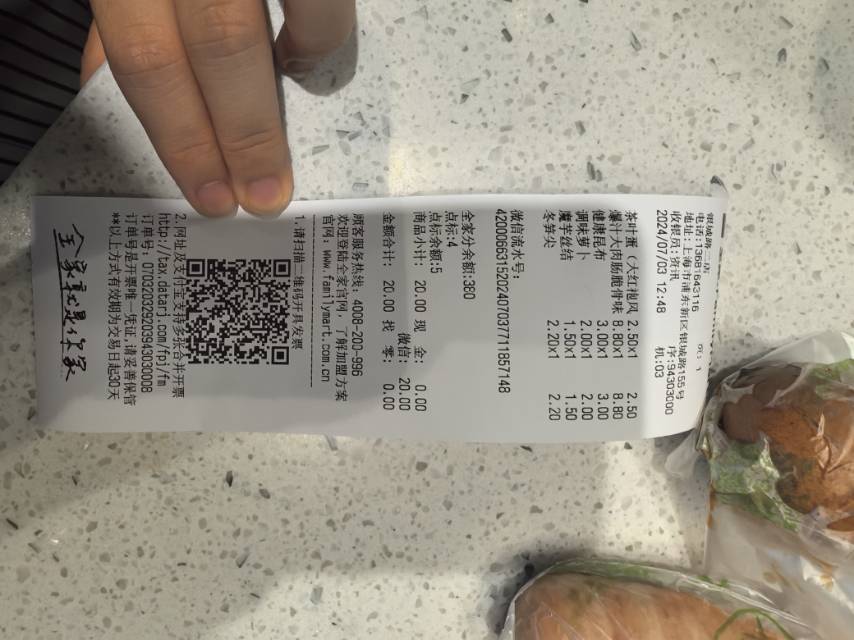 银城路二店
电话:13681643116
地址:上海市浦东新区银城路155号
收银员:资讯 序:94303000
2024/07/03 12:48 机:03
茶叶蛋(大红袍风 2.50x1 2.50
爆汁大肉肠脆骨味 8.80x1 8.80
健康昆布 3.00x1 3.00
调味萝卜 2.00x1 2.00
魔芋丝结 1.50x1 1.50
冬笋尖 2.20x1 2.20
微信流水号:
4200066315202407037711857148
全家分余额:380
点标:4
点标余额:5
商品小计: 20.00 现 金: 0.00
微信: 20.00
金额合计: 20.00 找 零: 0.00
顾客服务热线: 4008-200-996
欢迎登陆全家官网,了解加盟方案
官网: www.familymart.com.cn
1.请扫描二维码开具发票
2.网址及支付宝支持多张合并开票
http://tax.datarj.com/foj/fm
订单号: 07032032920394303008
订单号是开票唯一凭证,请妥善保管
**以上方式有效期为交易日起30天
全家就是你家